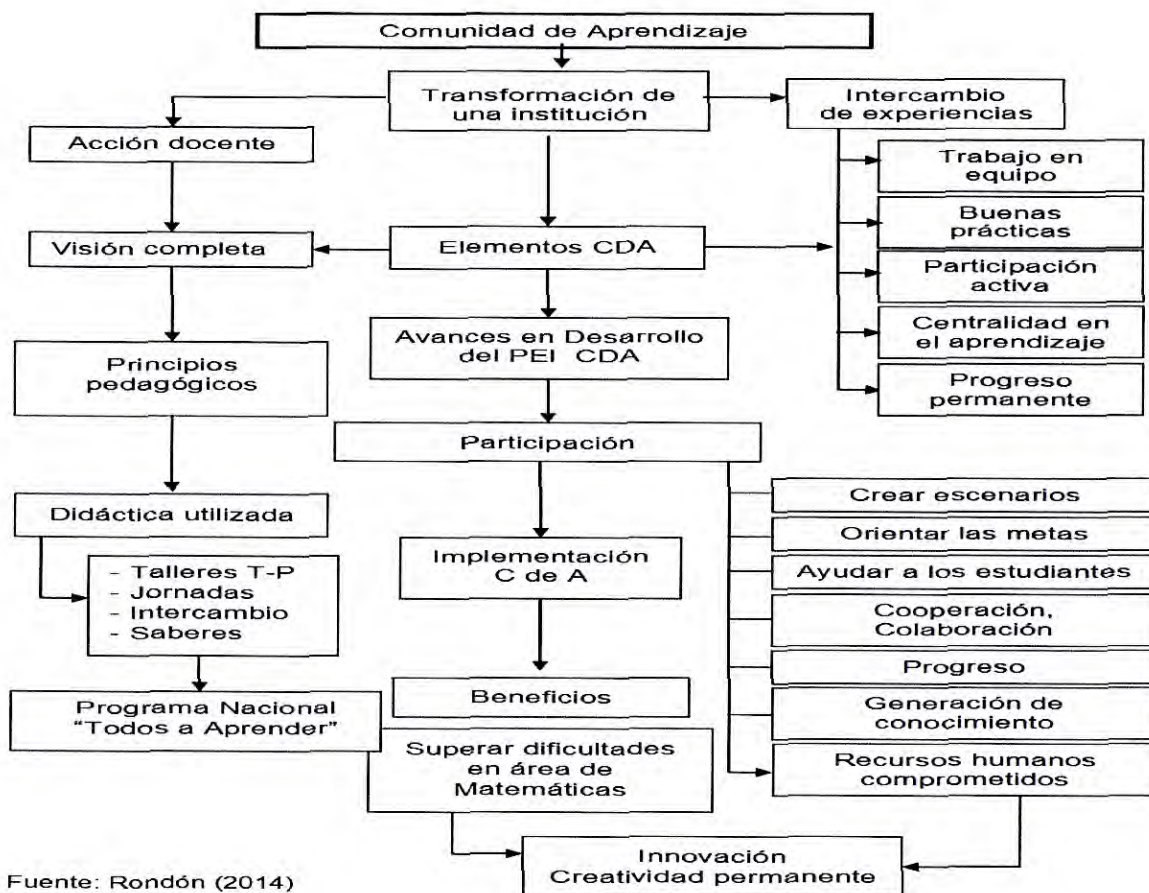 Comunidad de Aprendizaje
Transformación de
una institución
Intercambio
de experiencias
Acción docente
Trabajo en
equipo
Buenas
prácticas
Visión completa
Elementos CDA
Participación
activa
Avances en Desarrollo
del PEI CDA
Centralidad en
el aprendizaje
Principios
pedagógicos
Progreso
permanente
Participación
Didáctica utilizada
Crear escenarios
Orientar las metas
Implementación
C de A
Ayudar a los estudiantes
- Talleres T-P
- Jornadas
- Intercambio
- Saberes
Cooperación,
Colaboración
Progreso
Beneficios
Generación de
conocimiento
Programa Nacional
"Todos a Aprender"
Superar dificultades
en área de
Matemáticas
Recursos humanos
comprometidos
Innovación
Creatividad permanente
Fuente: Rondón (2014)